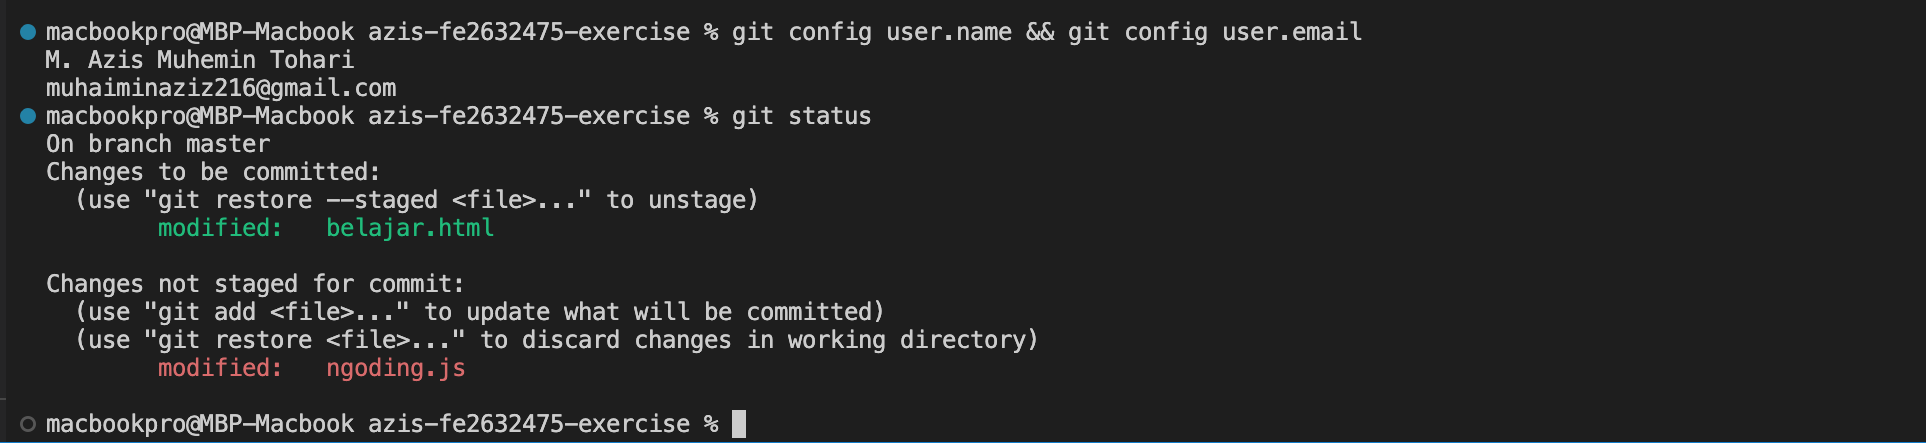 macbookpro@MBP-Macbook azis-fe2632475-exercise % git config user.name && git config user.email
M. Azis Muhemin Tohari
muhaiminaziz216@gmail.com
macbookpro@MBP-Macbook azis-fe2632475-exercise % git status
On branch master
Changes to be committed:
  (use "git restore --staged <file>..." to unstage)
        modified:   belajar.html

Changes not staged for commit:
  (use "git add <file>..." to update what will be committed)
  (use "git restore <file>..." to discard changes in working directory)
        modified:   ngoding.js

macbookpro@MBP-Macbook azis-fe2632475-exercise %